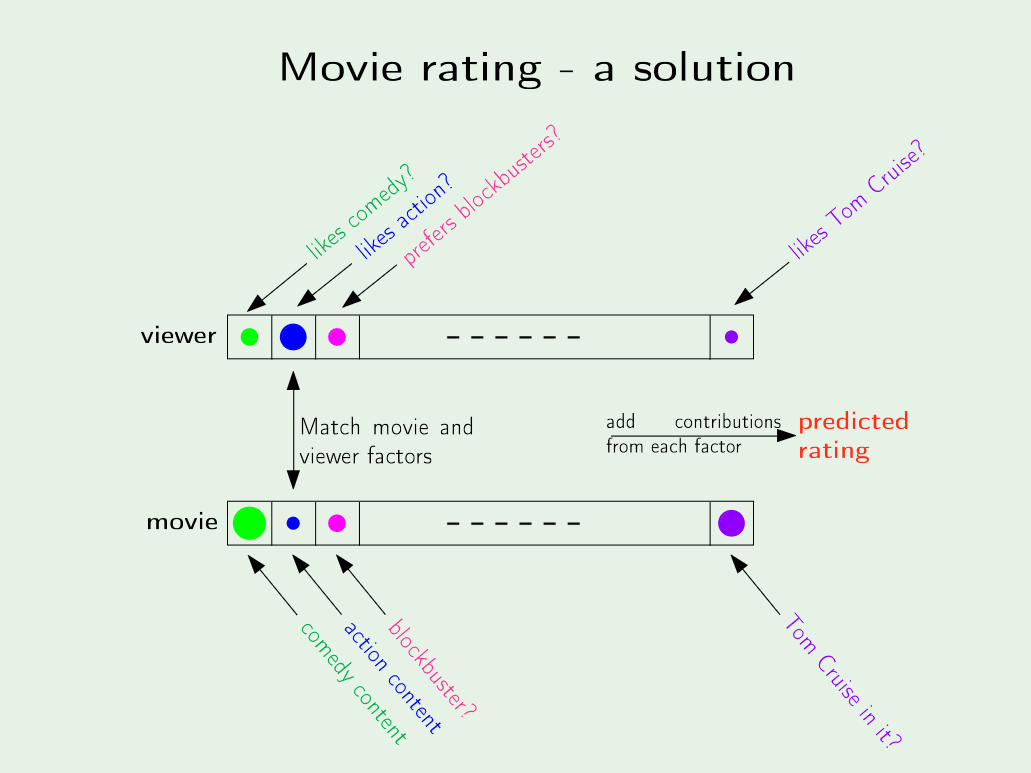 Movie rating - a solution
likes comedy?
likes action?
prefers blockbusters?
likes Tom Cruise?
viewer
Match movie and
viewer factors
add contributions
from each factor
predicted
rating
movie
comedy content
action content
blockbuster?
Tom Cruise in it?